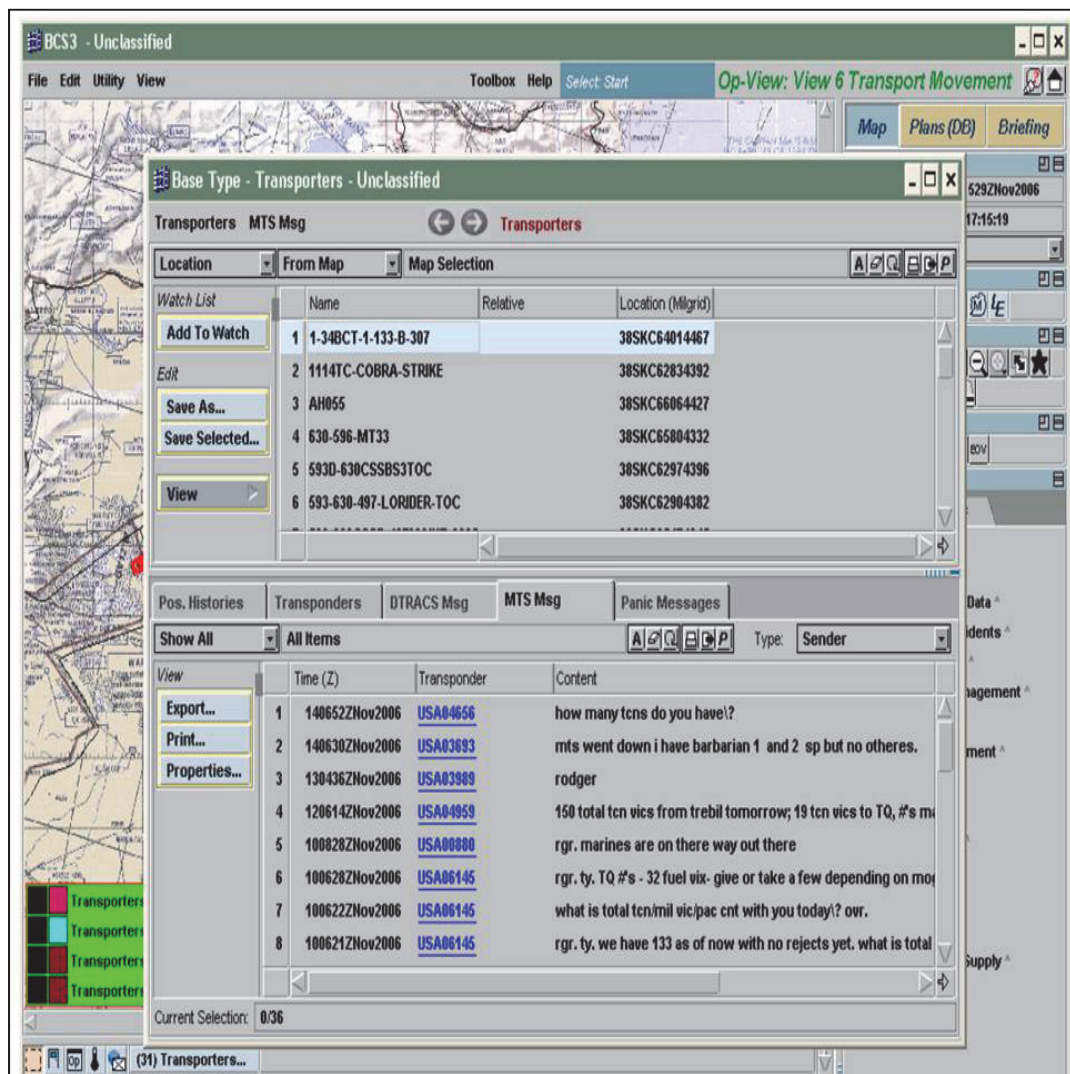 BCS3 - Unclassified
File Edit Utility View Toolbox Help Select: Start Op-View: View 6 Transport Movement
Map Plans (DB) Briefing
Base Type - Transporters - Unclassified
529ZNov2006
Transporters MTS Msg Transporters
17:15:19
Location From Map Map Selection A P
Watch List Name Relative Location (Milgrid)
Add To Watch
1 1-34BCT-1-133-B-307 38SKC64014467
Edit
2 1114TC-COBRA-STRIKE 38SKC62834392
Save As...
3 AH055 38SKC66064427
Save Selected...
4 630-596-MT33 38SKC65804332
EOV
5 593D-630CSSBS3TOC 38SKC62974396
View
6 593-630-497-LORIDER-TOC 38SKC62904382
Pos. Histories Transponders DTRACS Msg MTS Msg Panic Messages
Data
Show All All Items A P Type: Sender
idents
View Time (Z) Transponder Content
Export...
Print...
Properties...
1 140652ZNov2006 USA04656 how many tcns do you have\?
2 140630ZNov2006 USA03693 mts went down i have barbarian 1 and 2 sp but no otheres.
3 130436ZNov2006 USA03989 rodger
4 120614ZNov2006 USA04959 150 total tcn vics from trebil tomorrow; 19 tcn vics to TQ, #'s ma
5 100828ZNov2006 USA00880 rgr. marines are on there way out there
6 100628ZNov2006 USA06145 rgr. ty. TQ #'s - 32 fuel vix- give or take a few depending on mog
7 100622ZNov2006 USA06145 what is total tcn/mil vic/pac cnt with you today\? ovr.
8 100621ZNov2006 USA06145 rgr. ty. we have 133 as of now with no rejects yet. what is total
nagement
ment
Supply
Transporters
Transporters
Transporters
Transporters
Current Selection: 0/36
Op (31) Transporters...